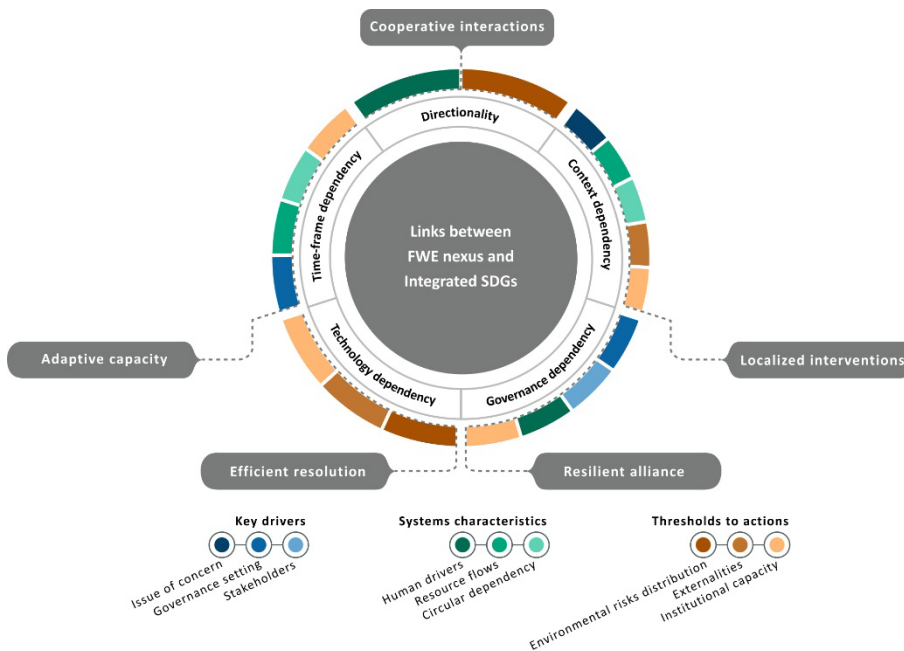 Cooperative interactions
Directionality
Time-frame dependency
Context dependency
Links between
FWE nexus and
Integrated SDGs
Technology dependency
Governance dependency
Adaptive capacity
Localized interventions
Efficient resolution
Resilient alliance
Key drivers
Issue of concern
Governance setting
Stakeholders
Systems characteristics
Human drivers
Resource flows
Circular dependency
Thresholds to actions
Environmental risks distribution
Externalities
Institutional capacity